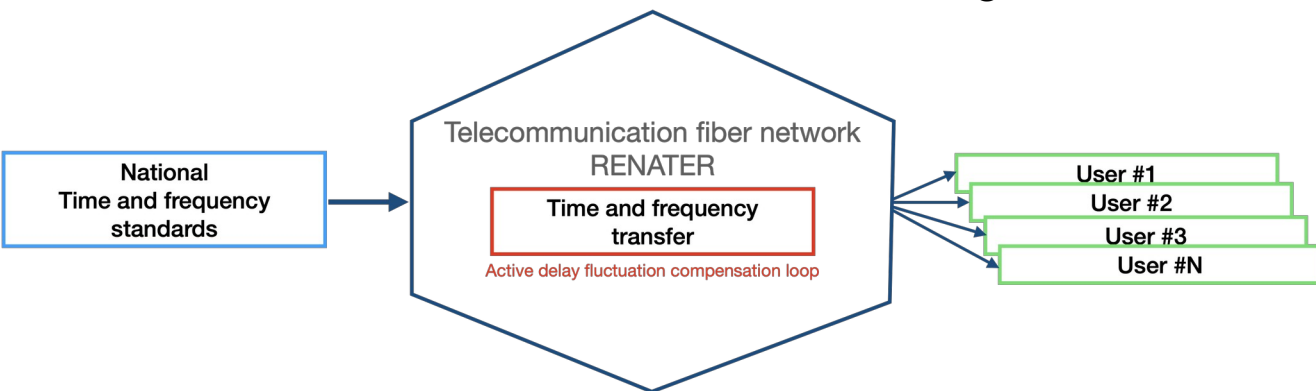 National
Time and frequency
standards
Telecommunication fiber network
RENATER
Time and frequency
transfer
Active delay fluctuation compensation loop
User #1
User #2
User #3
User #N